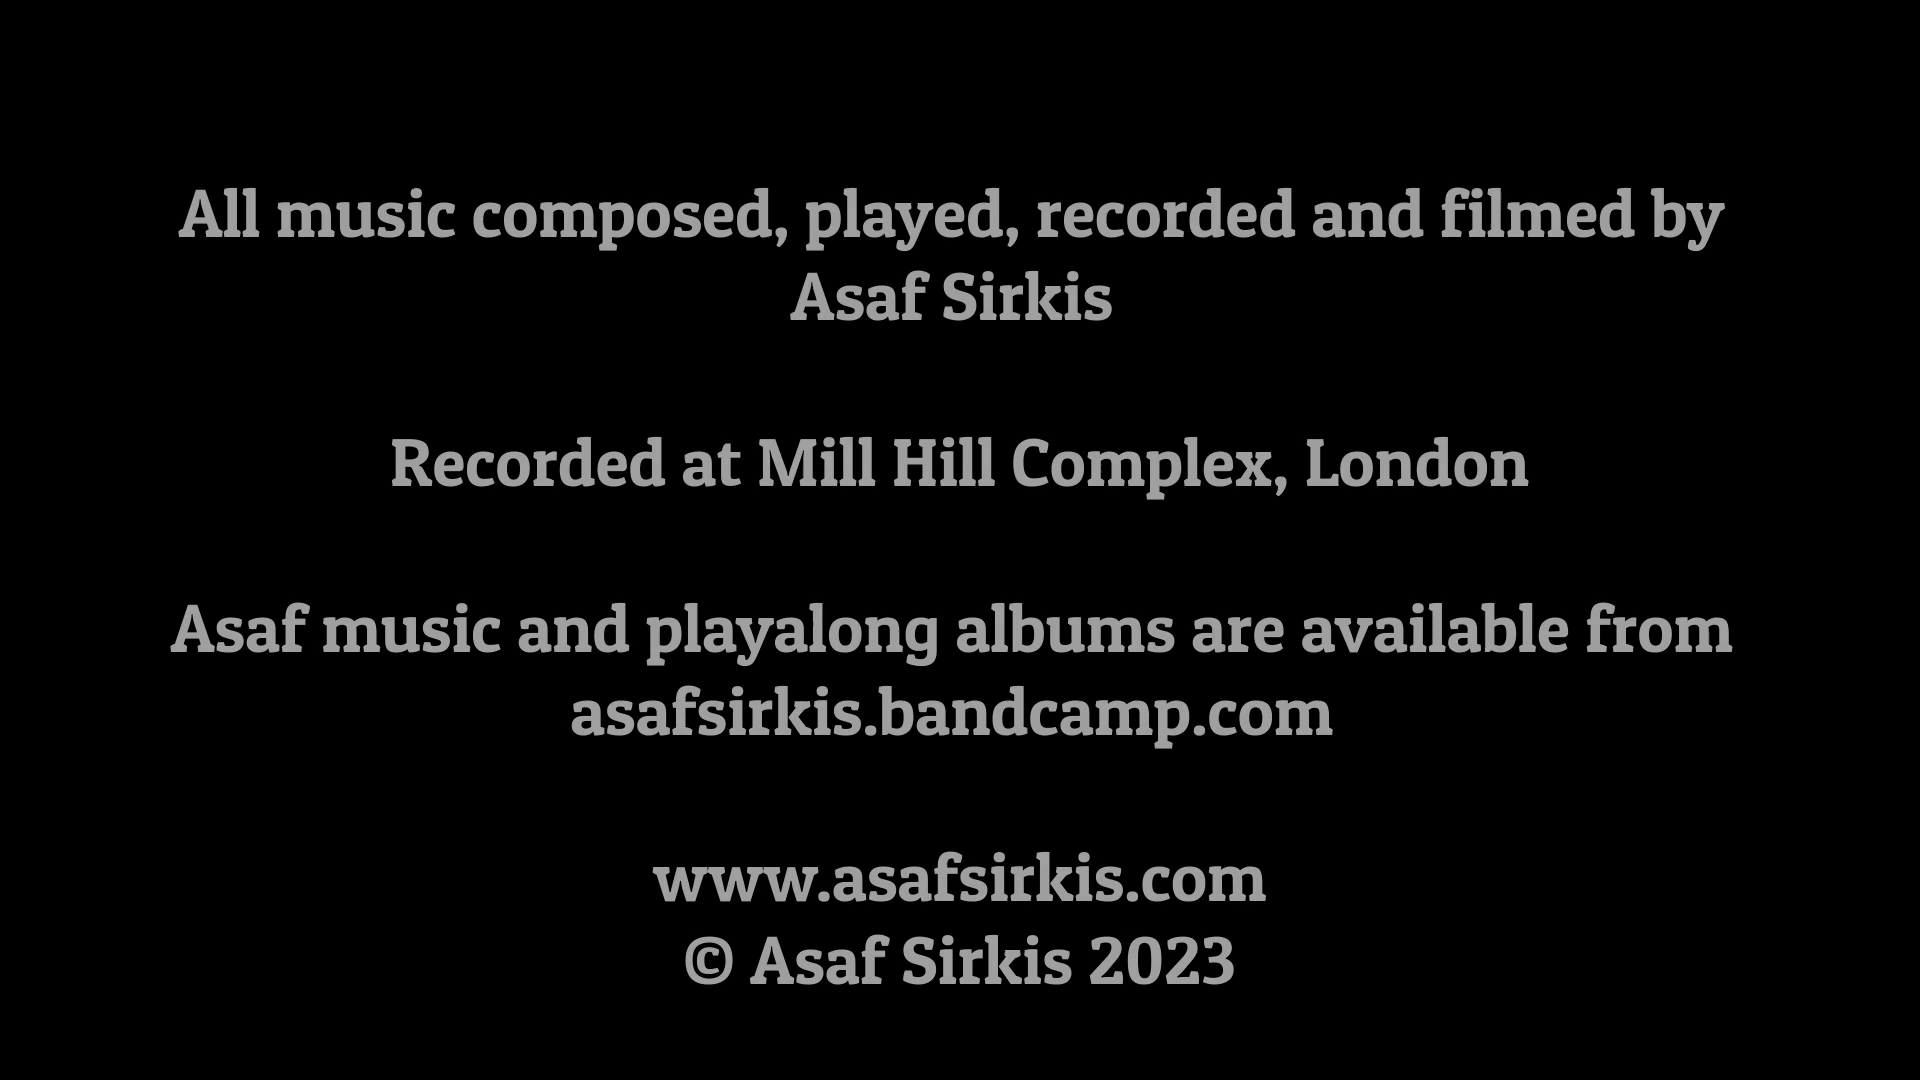 All music composed, played, recorded and filmed by
Asaf Sirkis
Recorded at Mill Hill Complex, London
Asaf music and playalong albums are available from
asafsirkis.bandcamp.com
www.asafsirkis.com
© Asaf Sirkis 2023